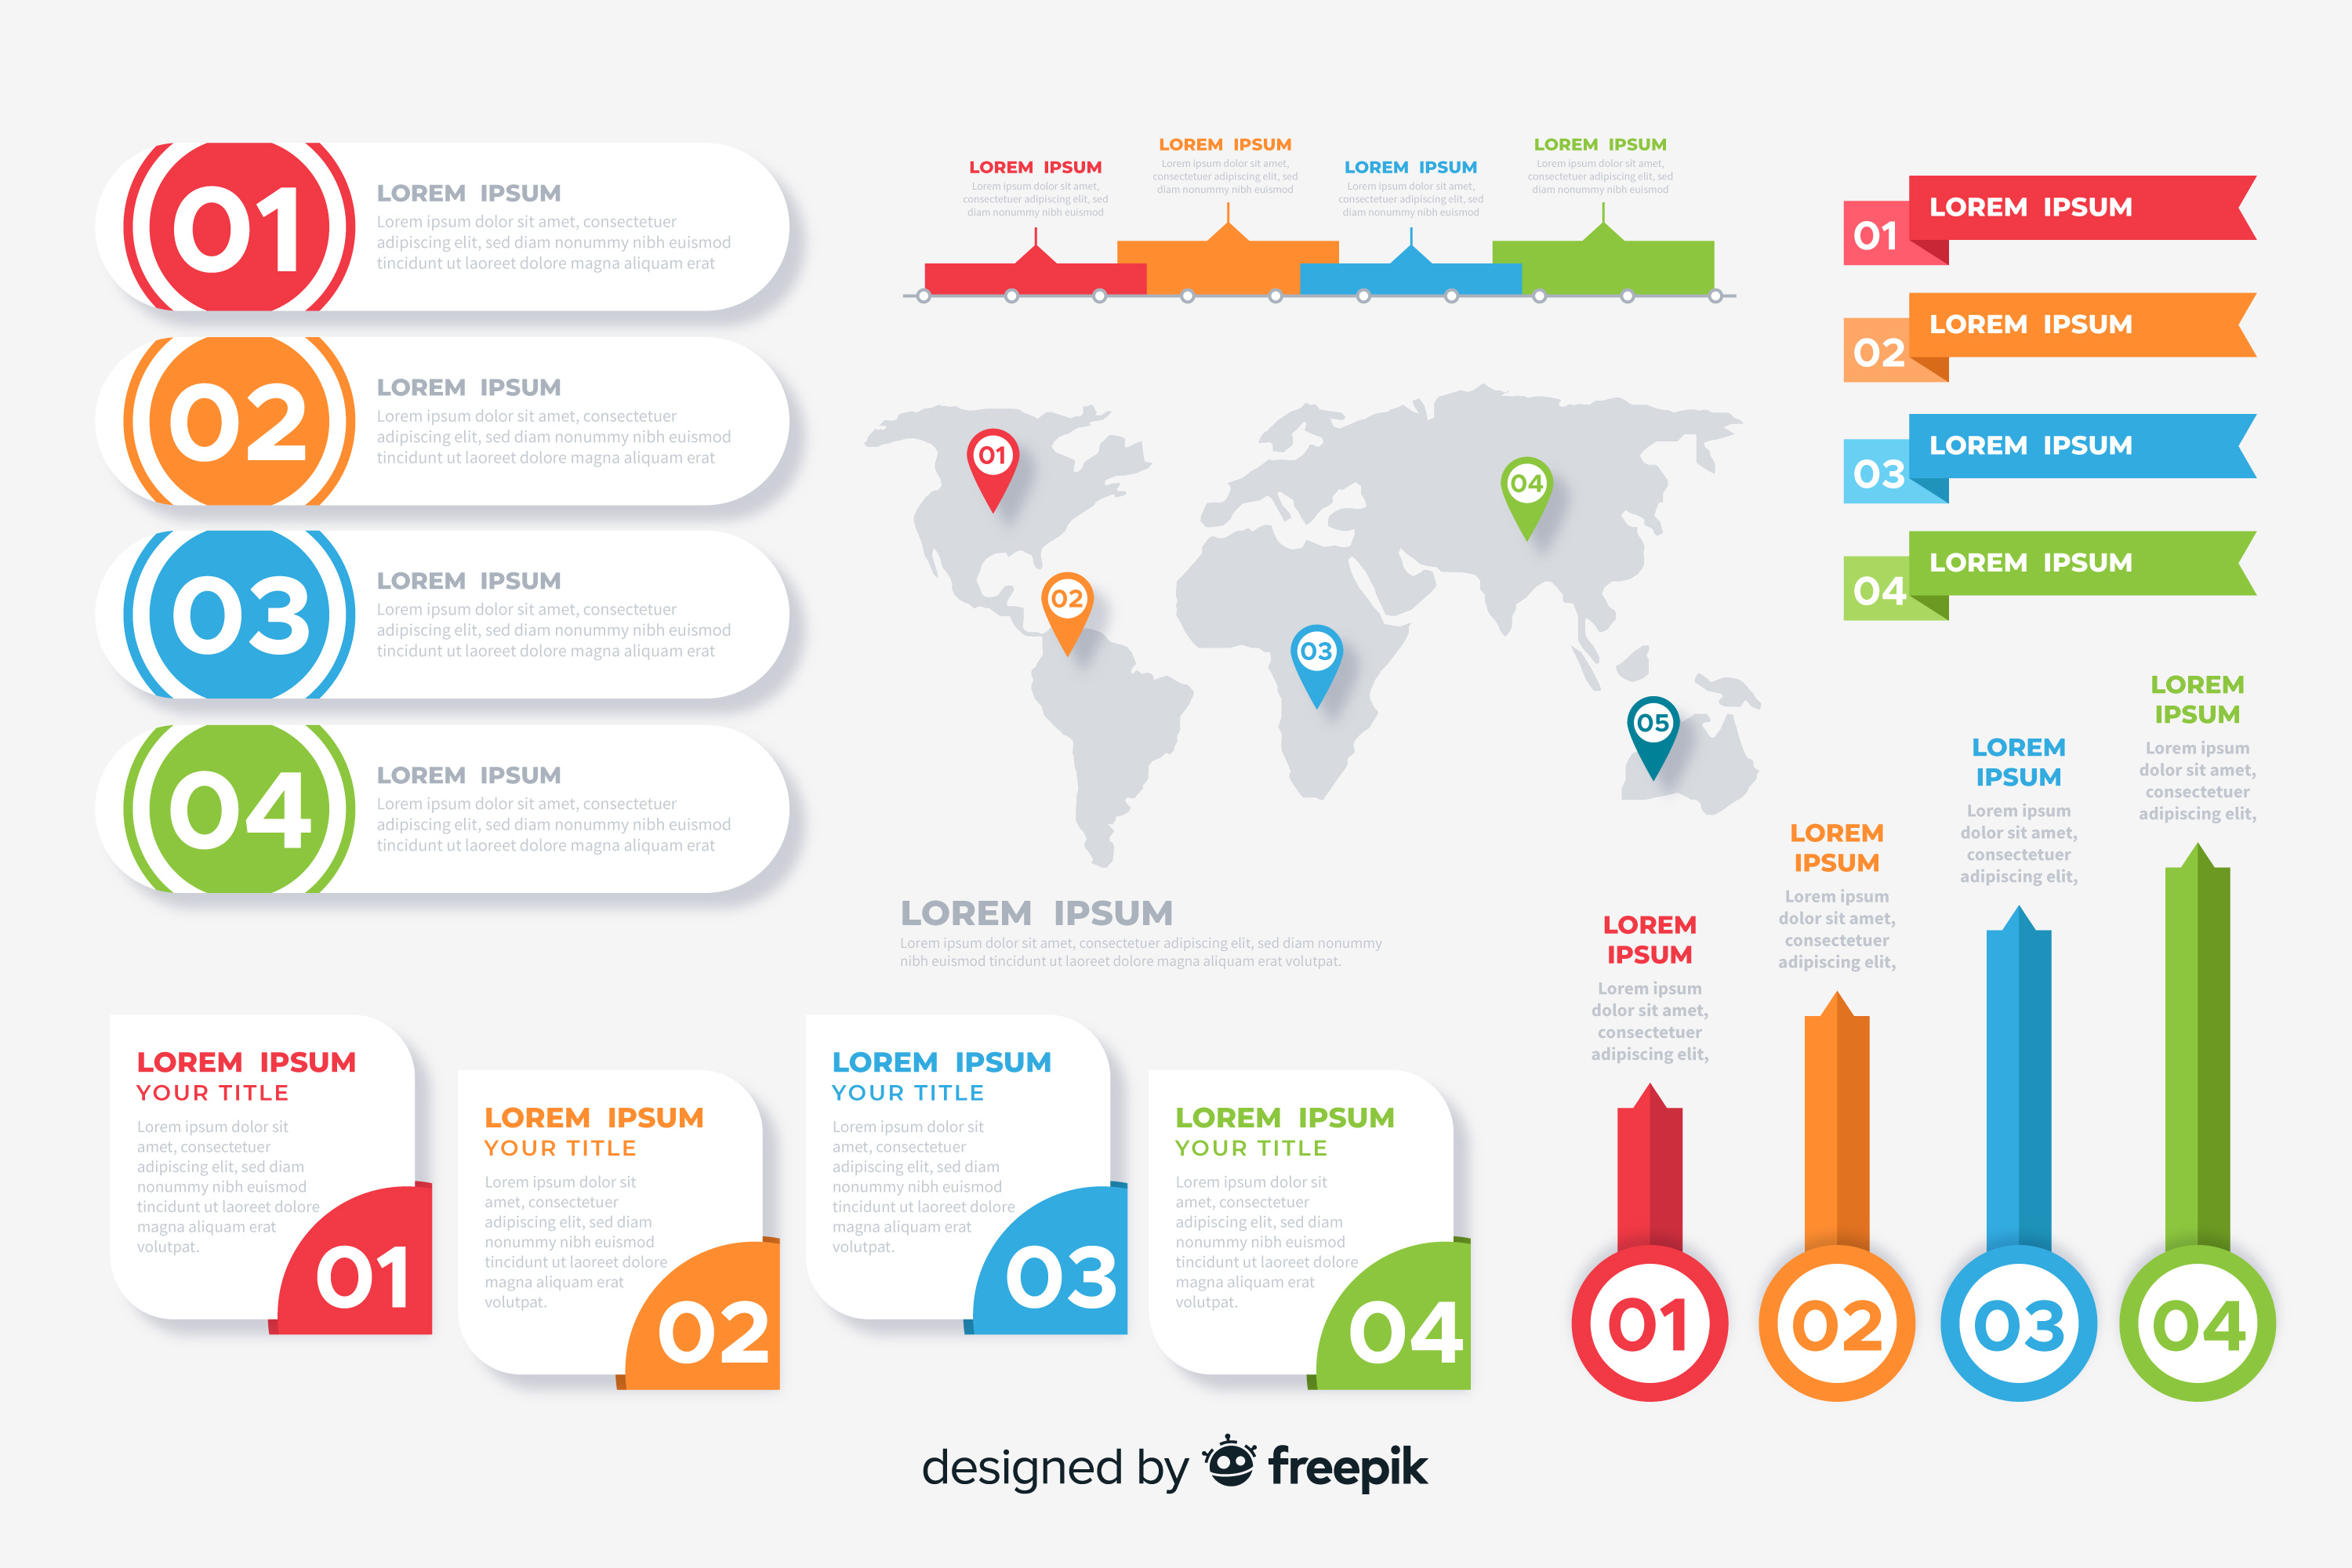 01
LOREM IPSUM
Lorem ipsum dolor sit amet, consectetuer
adipiscing elit, sed diam nonummy nibh euismod
tincidunt ut laoreet dolore magna aliquam erat
02
LOREM IPSUM
Lorem ipsum dolor sit amet, consectetuer
adipiscing elit, sed diam nonummy nibh euismod
tincidunt ut laoreet dolore magna aliquam erat
03
LOREM IPSUM
Lorem ipsum dolor sit amet, consectetuer
adipiscing elit, sed diam nonummy nibh euismod
tincidunt ut laoreet dolore magna aliquam erat
04
LOREM IPSUM
Lorem ipsum dolor sit amet, consectetuer
adipiscing elit, sed diam nonummy nibh euismod
tincidunt ut laoreet dolore magna aliquam erat
LOREM IPSUM
Lorem ipsum dolor sit amet,
consectetuer adipiscing elit, sed
diam nonummy nibh euismod
LOREM IPSUM
Lorem ipsum dolor sit amet,
consectetuer adipiscing elit, sed
diam nonummy nibh euismod
LOREM IPSUM
Lorem ipsum dolor sit amet,
consectetuer adipiscing elit, sed
diam nonummy nibh euismod
LOREM IPSUM
Lorem ipsum dolor sit amet,
consectetuer adipiscing elit, sed
diam nonummy nibh euismod
01
LOREM IPSUM
02
LOREM IPSUM
03
LOREM IPSUM
04
LOREM IPSUM
01
02
03
04
05
LOREM IPSUM
Lorem ipsum dolor sit amet, consectetuer adipiscing elit, sed diam nonummy
nibh euismod tincidunt ut laoreet dolore magna aliquam erat volutpat.
LOREM IPSUM
YOUR TITLE
Lorem ipsum dolor sit
amet, consectetuer
adipiscing elit, sed diam
nonummy nibh euismod
tincidunt ut laoreet dolore
magna aliquam erat
volutpat.
01
LOREM IPSUM
YOUR TITLE
Lorem ipsum dolor sit
amet, consectetuer
adipiscing elit, sed diam
nonummy nibh euismod
tincidunt ut laoreet dolore
magna aliquam erat
volutpat.
02
LOREM IPSUM
YOUR TITLE
Lorem ipsum dolor sit
amet, consectetuer
adipiscing elit, sed diam
nonummy nibh euismod
tincidunt ut laoreet dolore
magna aliquam erat
volutpat.
03
LOREM IPSUM
YOUR TITLE
Lorem ipsum dolor sit
amet, consectetuer
adipiscing elit, sed diam
nonummy nibh euismod
tincidunt ut laoreet dolore
magna aliquam erat
volutpat.
04
LOREM
IPSUM
Lorem ipsum
dolor sit amet,
consectetuer
adipiscing elit,
01
LOREM
IPSUM
Lorem ipsum
dolor sit amet,
consectetuer
adipiscing elit,
02
LOREM
IPSUM
Lorem ipsum
dolor sit amet,
consectetuer
adipiscing elit,
03
LOREM
IPSUM
Lorem ipsum
dolor sit amet,
consectetuer
adipiscing elit,
04
designed by freepik